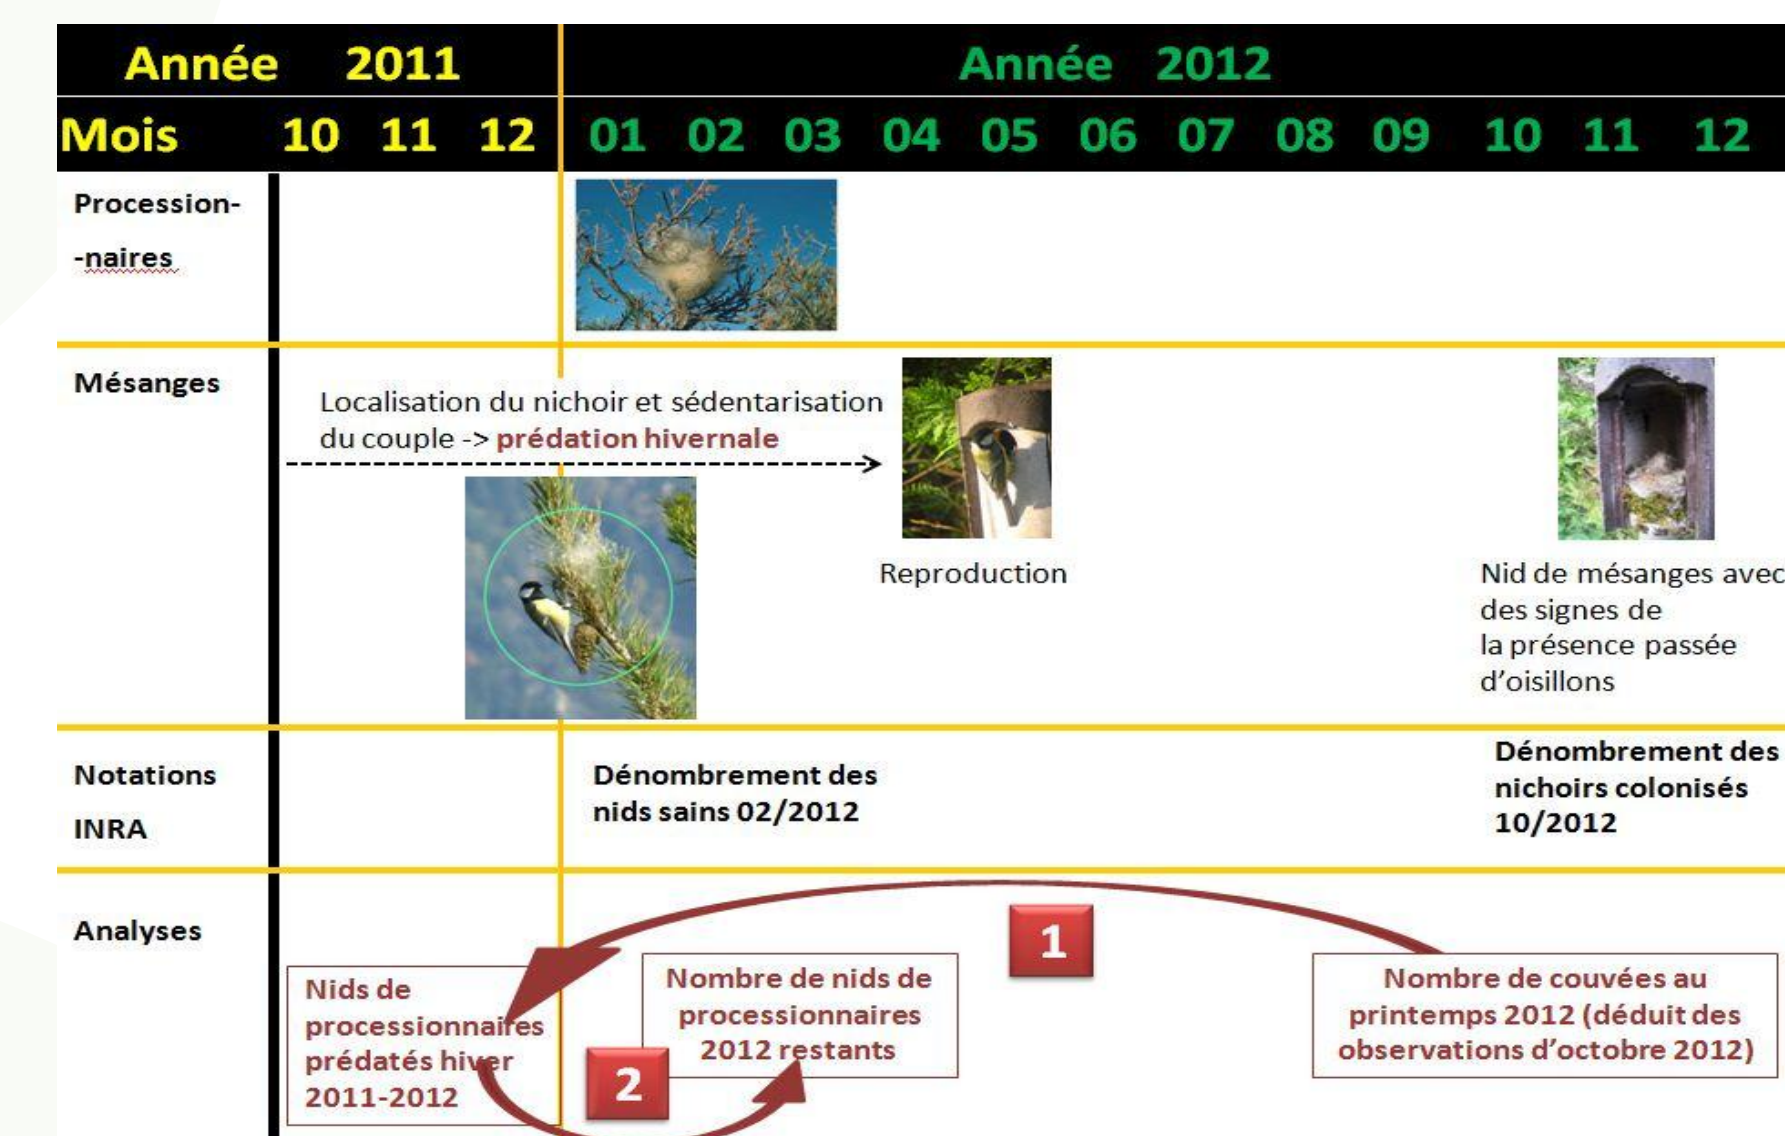 Année 2011 Année 2012
Mois 10 11 12 01 02 03 04 05 06 07 08 09 10 11 12
Procession-
-naires
Mésanges
Localisation du nichoir et sédentarisation
du couple -> prédation hivernale
Reproduction
Nid de mésanges avec
des signes de
la présence passée
d'oisillons
Notations
INRA
Dénombrement des
nids sains 02/2012
Dénombrement des
nichoirs colonisés
10/2012
Analyses
1
Nids de
processionnaires
prédatés hiver
2011-2012
2
Nombre de nids de
processionnaires
2012 restants
Nombre de couvées au
printemps 2012 (déduit des
observations d'octobre 2012)